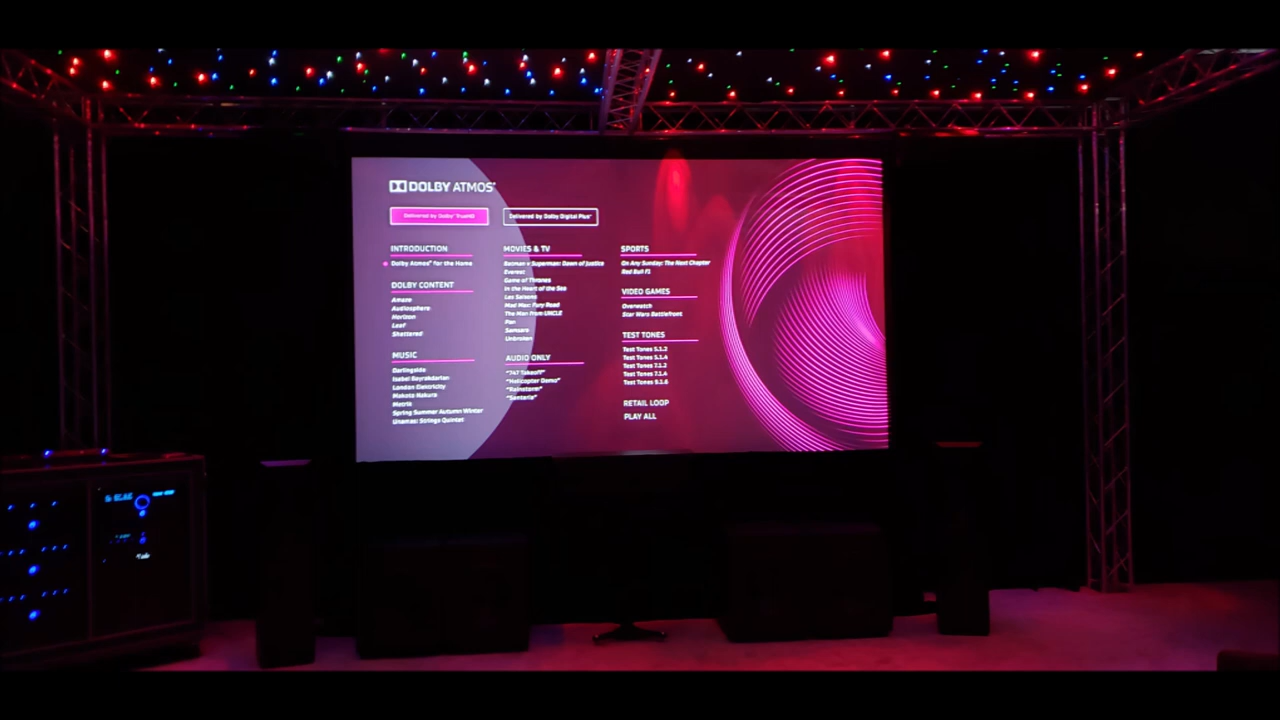 DOLBY ATMOS®
Delivered by Dolby® TrueHD
Delivered by Dolby Digital Plus™
INTRODUCTION
Dolby Atmos® for the Home
DOLBY CONTENT
Amaze
Audiosphere
Horizon
Leaf
Shattered
MUSIC
Darlingside
Isabel Bayrakdarian
London Elektricity
Makoto Nakura
Metrik
Spring Summer Autumn Winter
Unamas: Strings Quintet
MOVIES & TV
Batman v Superman: Dawn of Justice
Everest
Game of Thrones
In the Heart of the Sea
Les Saisons
Mad Max: Fury Road
The Man From UNCLE
Pan
Samsara
Unbroken
AUDIO ONLY
"747 Takeoff"
"Helicopter Demo"
"Rainstorm"
"Santeria"
SPORTS
On Any Sunday: The Next Chapter
Red Bull F1
VIDEO GAMES
Overwatch
Star Wars Battlefront
TEST TONES
Test Tones 5.1.2
Test Tones 5.1.4
Test Tones 7.1.2
Test Tones 7.1.4
Test Tones 9.1.6
RETAIL LOOP
PLAY ALL
ELAC